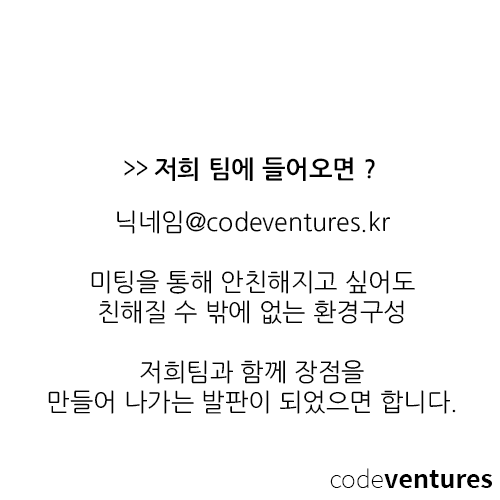 >> 저희 팀에 들어오면 ?
닉네임@codeventures.kr
미팅을 통해 안친해지고 싶어도
친해질 수 밖에 없는 환경구성
저희팀과 함께 장점을
만들어 나가는 발판이 되었으면 합니다.
codeventures